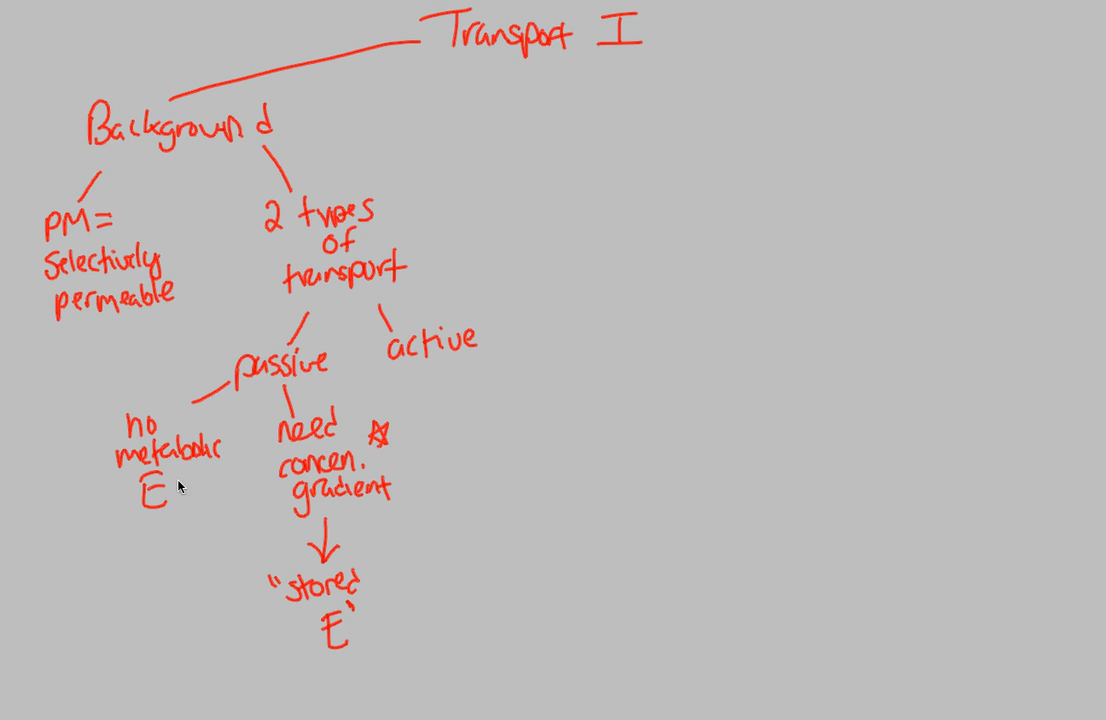 Transport I
Background
PM=
Selectively
permeable
2 types
of
transport
passive
active
no
metabolic
E
need ☆
concen.
gradient
"stored
E"